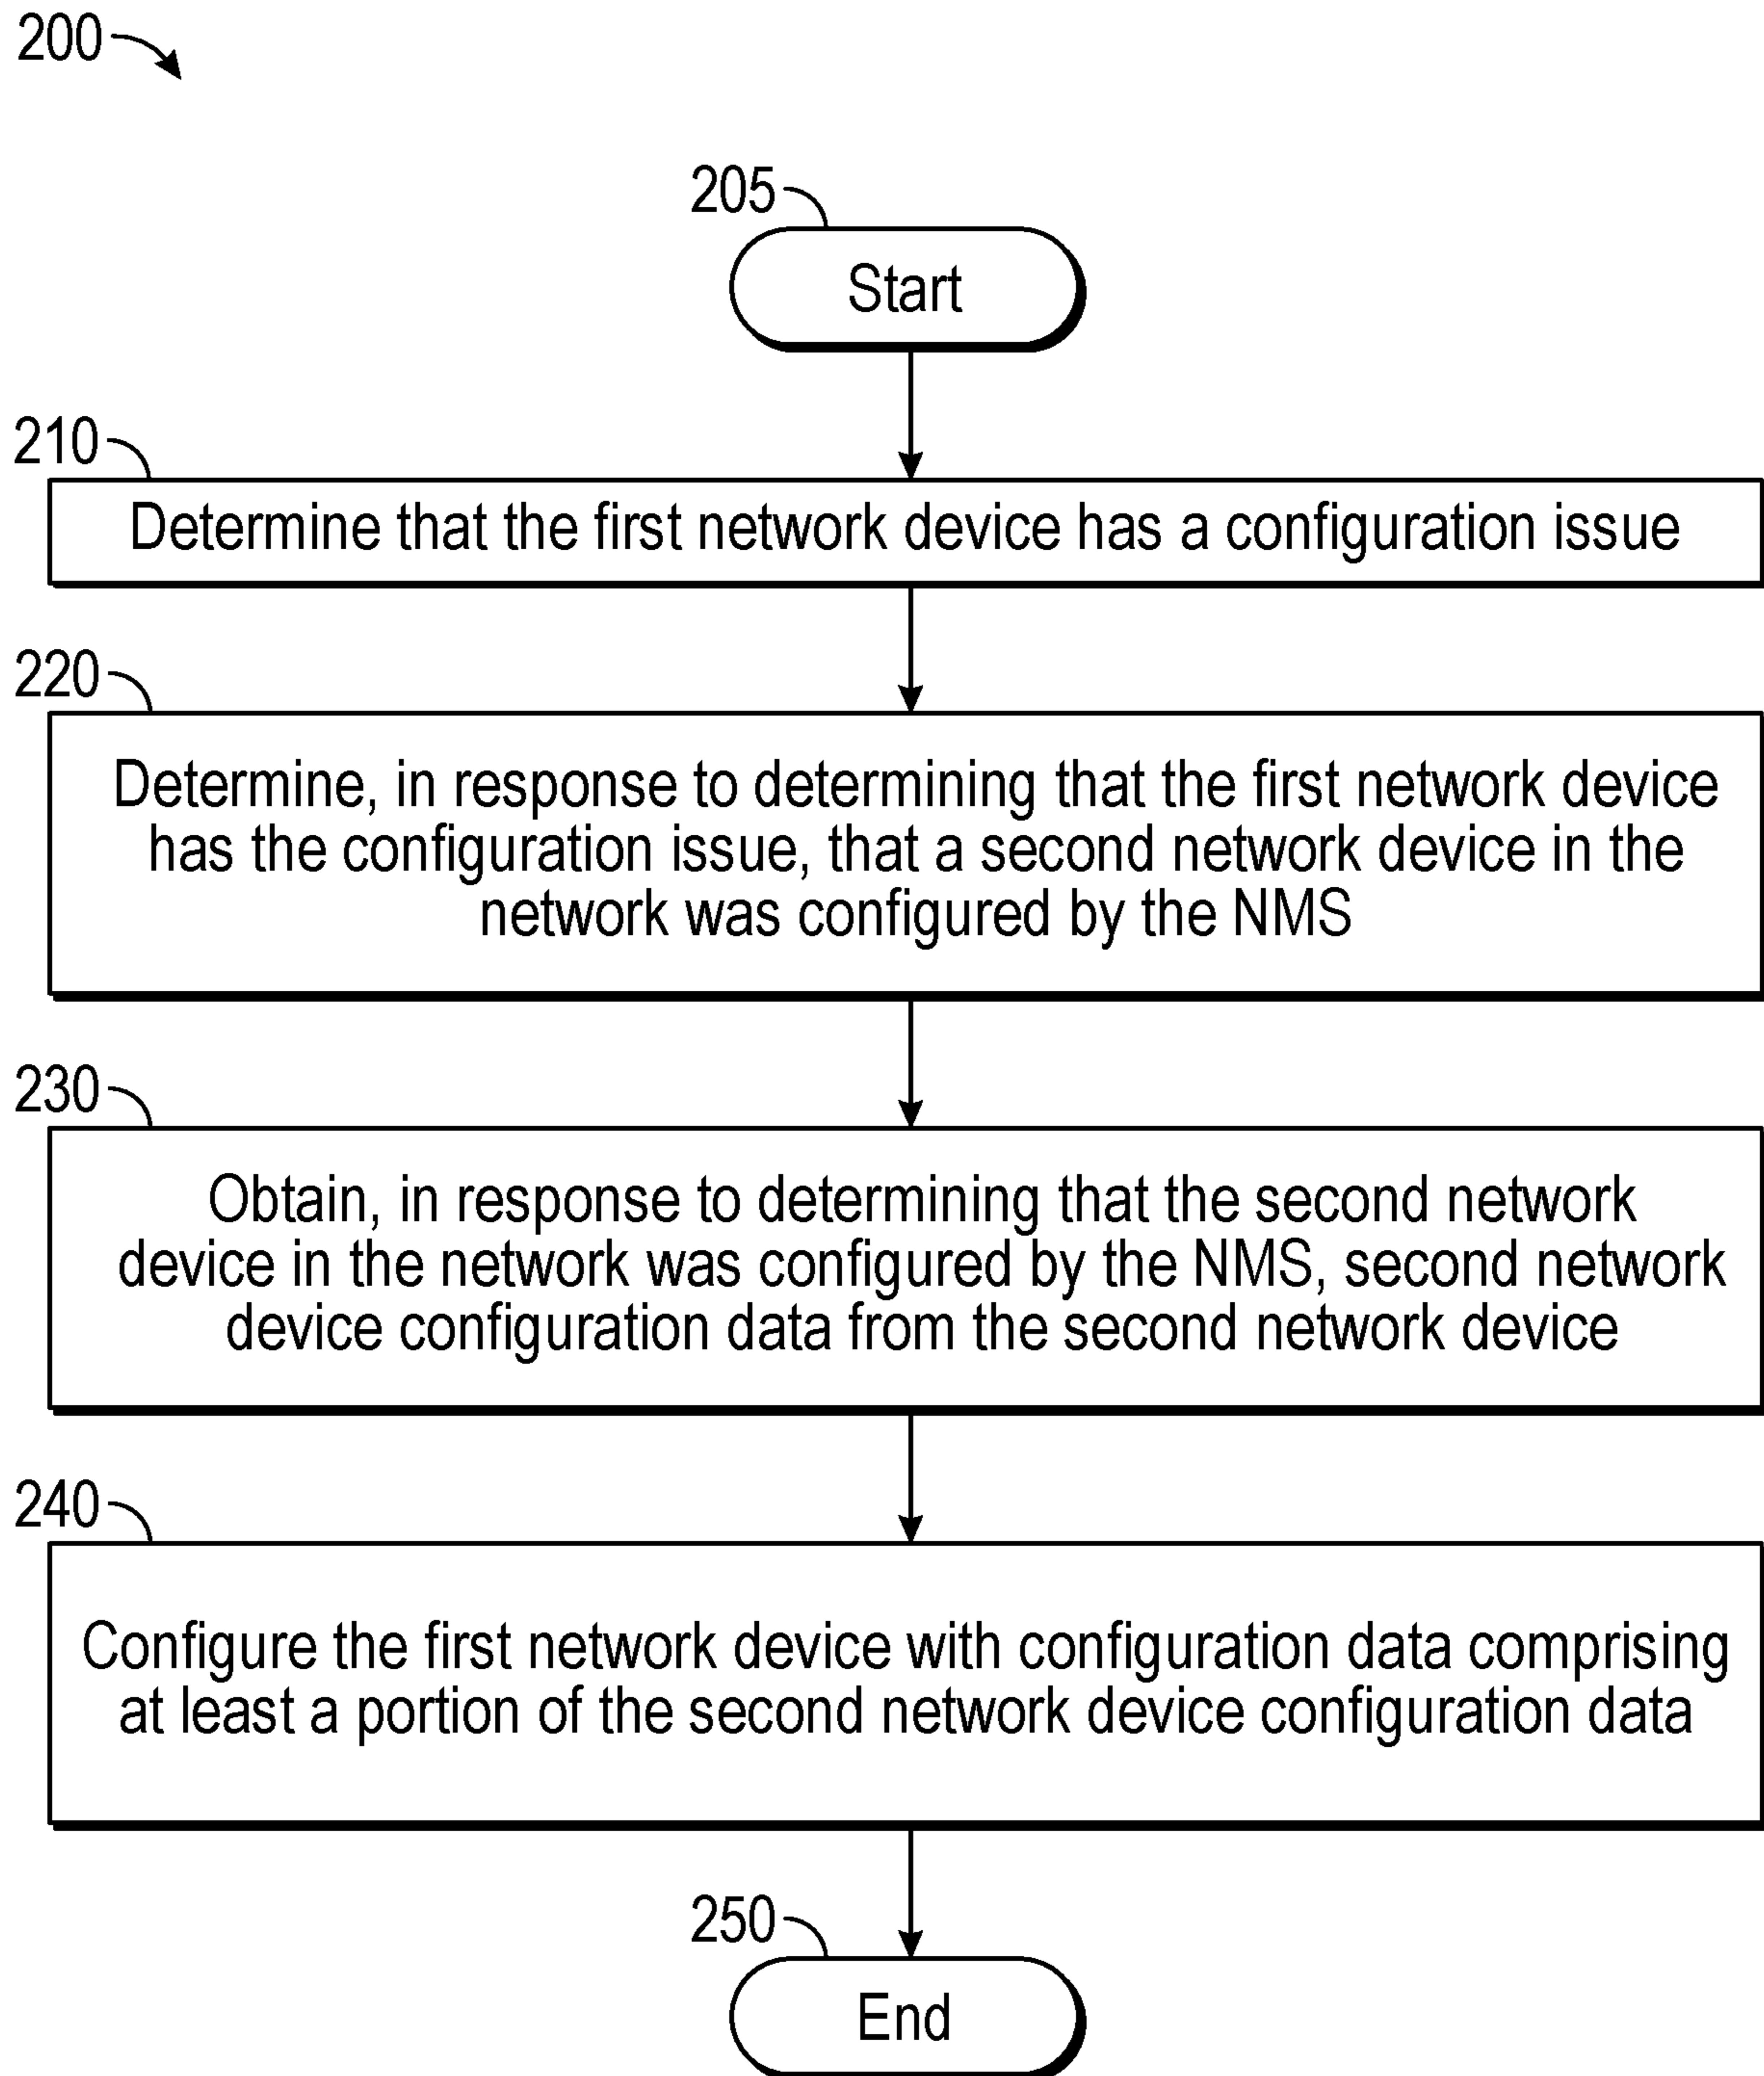 200
205
Start
210
Determine that the first network device has a configuration issue
220
Determine, in response to determining that the first network device
has the configuration issue, that a second network device in the
network was configured by the NMS
230
Obtain, in response to determining that the second network
device in the network was configured by the NMS, second network
device configuration data from the second network device
240
Configure the first network device with configuration data comprising
at least a portion of the second network device configuration data
250
End